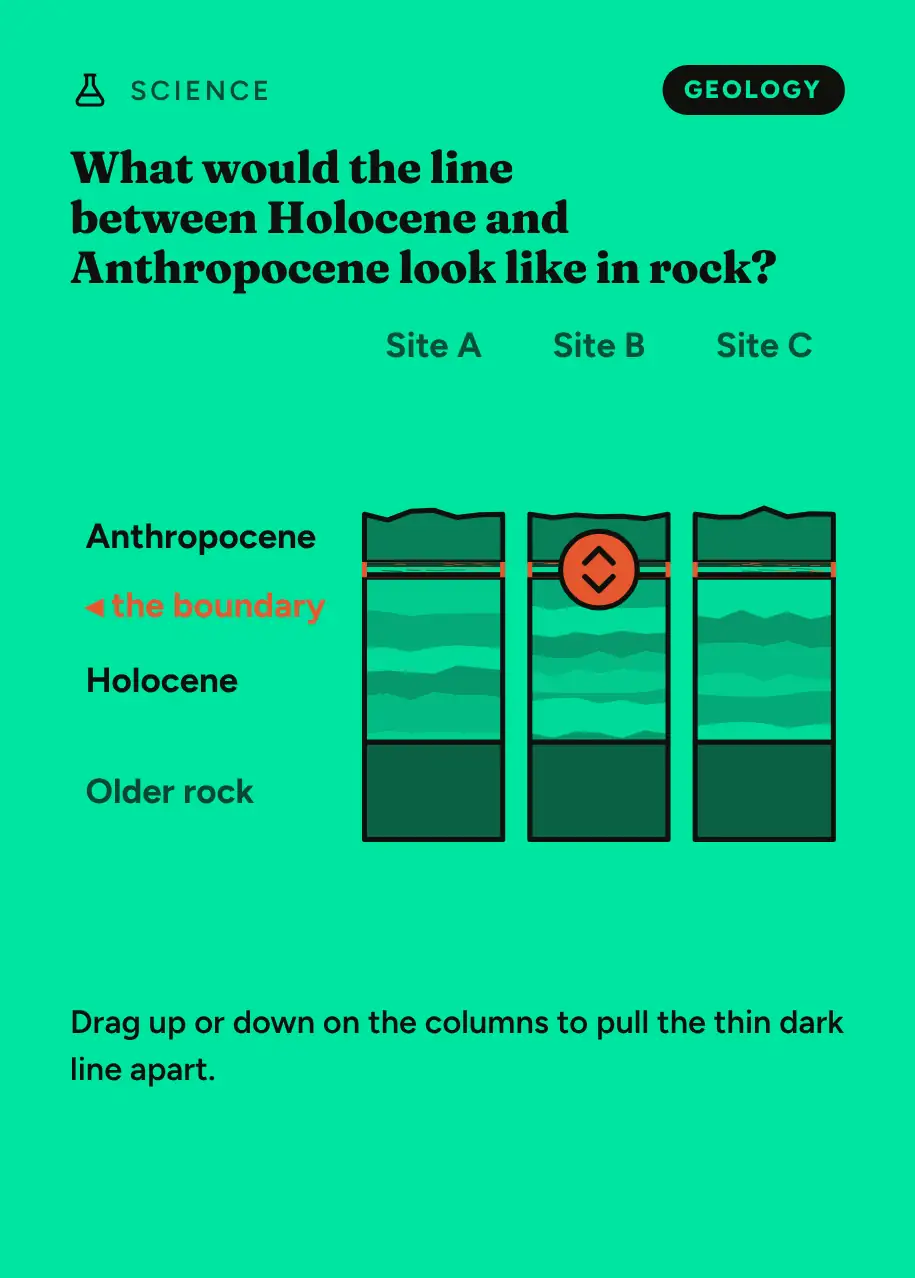 SCIENCE
GEOLOGY
What would the line
between Holocene and
Anthropocene look like in rock?
Site A
Site B
Site C
Anthropocene
◂ the boundary
Holocene
Older rock
Drag up or down on the columns to pull the thin dark
line apart.